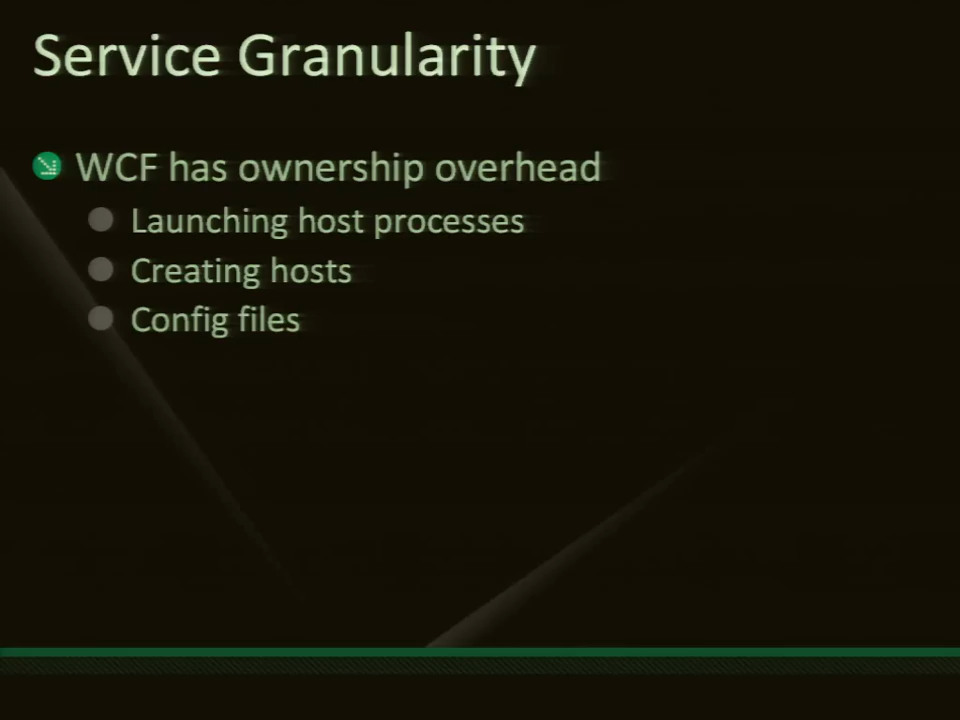 Service Granularity
WCF has ownership overhead
Launching host processes
Creating hosts
Config files